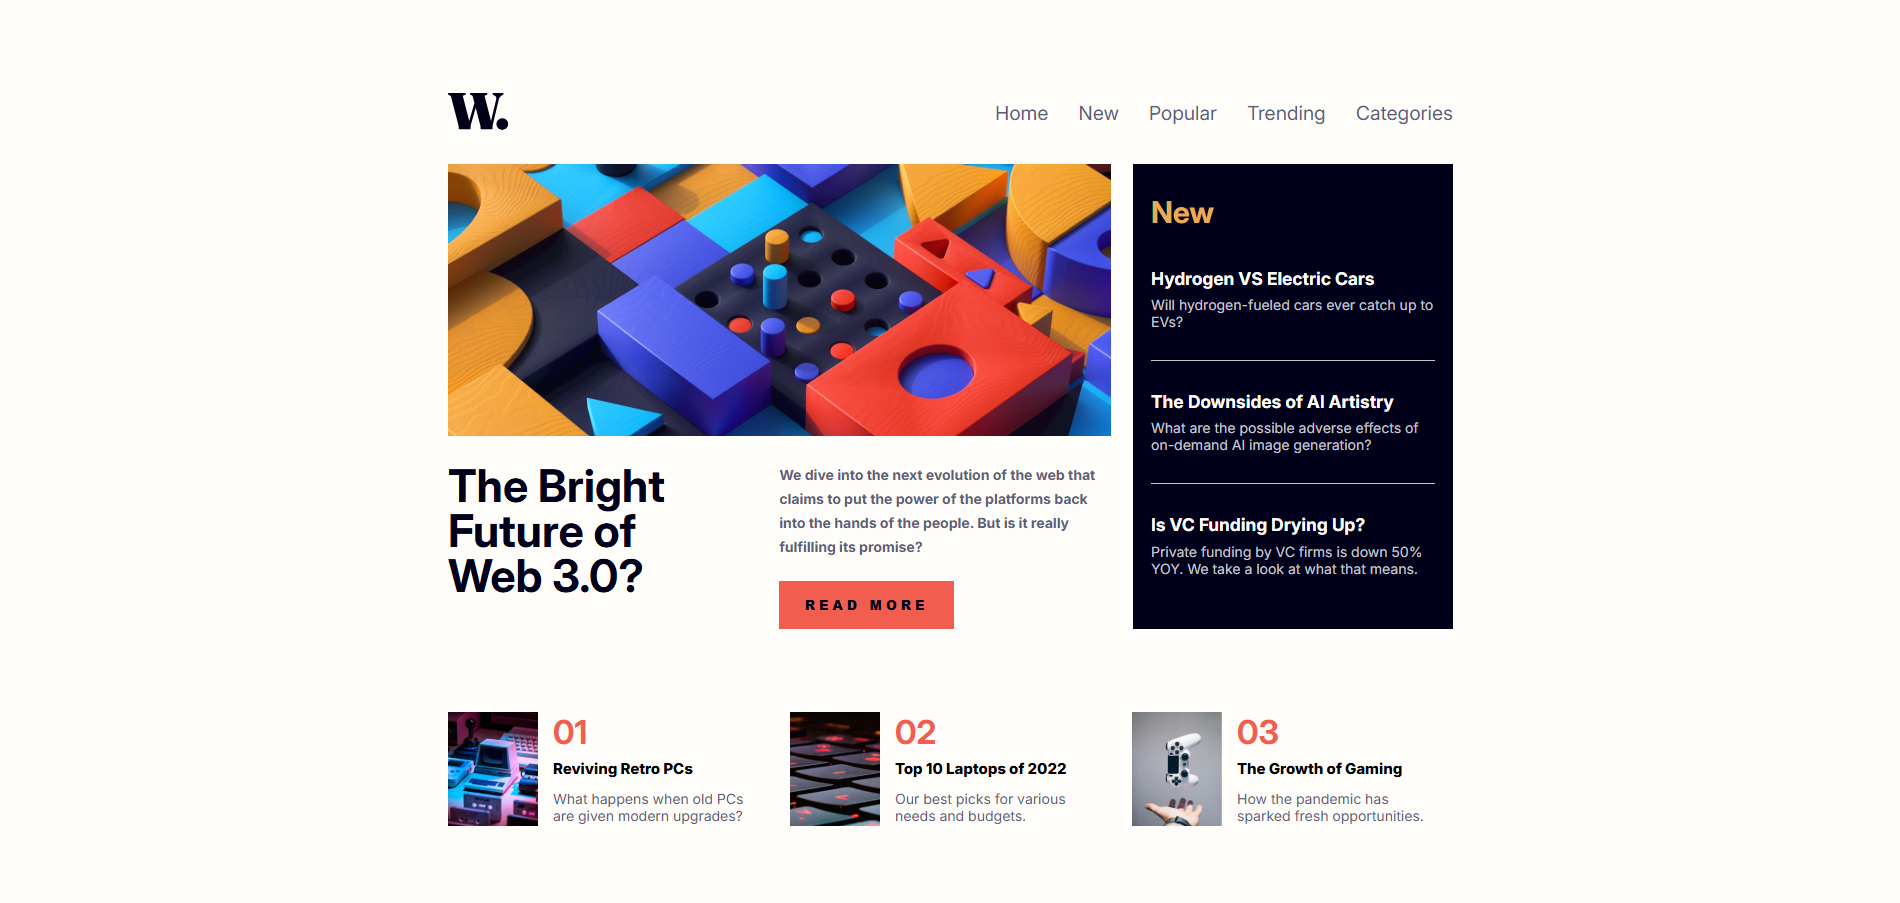 W.
Home New Popular Trending Categories
The Bright
Future of
Web 3.0?
We dive into the next evolution of the web that
claims to put the power of the platforms back
into the hands of the people. But is it really
fulfilling its promise?
READ MORE
New
Hydrogen VS Electric Cars
Will hydrogen-fueled cars ever catch up to
EVs?
The Downsides of AI Artistry
What are the possible adverse effects of
on-demand AI image generation?
Is VC Funding Drying Up?
Private funding by VC firms is down 50%
YOY. We take a look at what that means.
01
Reviving Retro PCs
What happens when old PCs
are given modern upgrades?
02
Top 10 Laptops of 2022
Our best picks for various
needs and budgets.
03
The Growth of Gaming
How the pandemic has
sparked fresh opportunities.